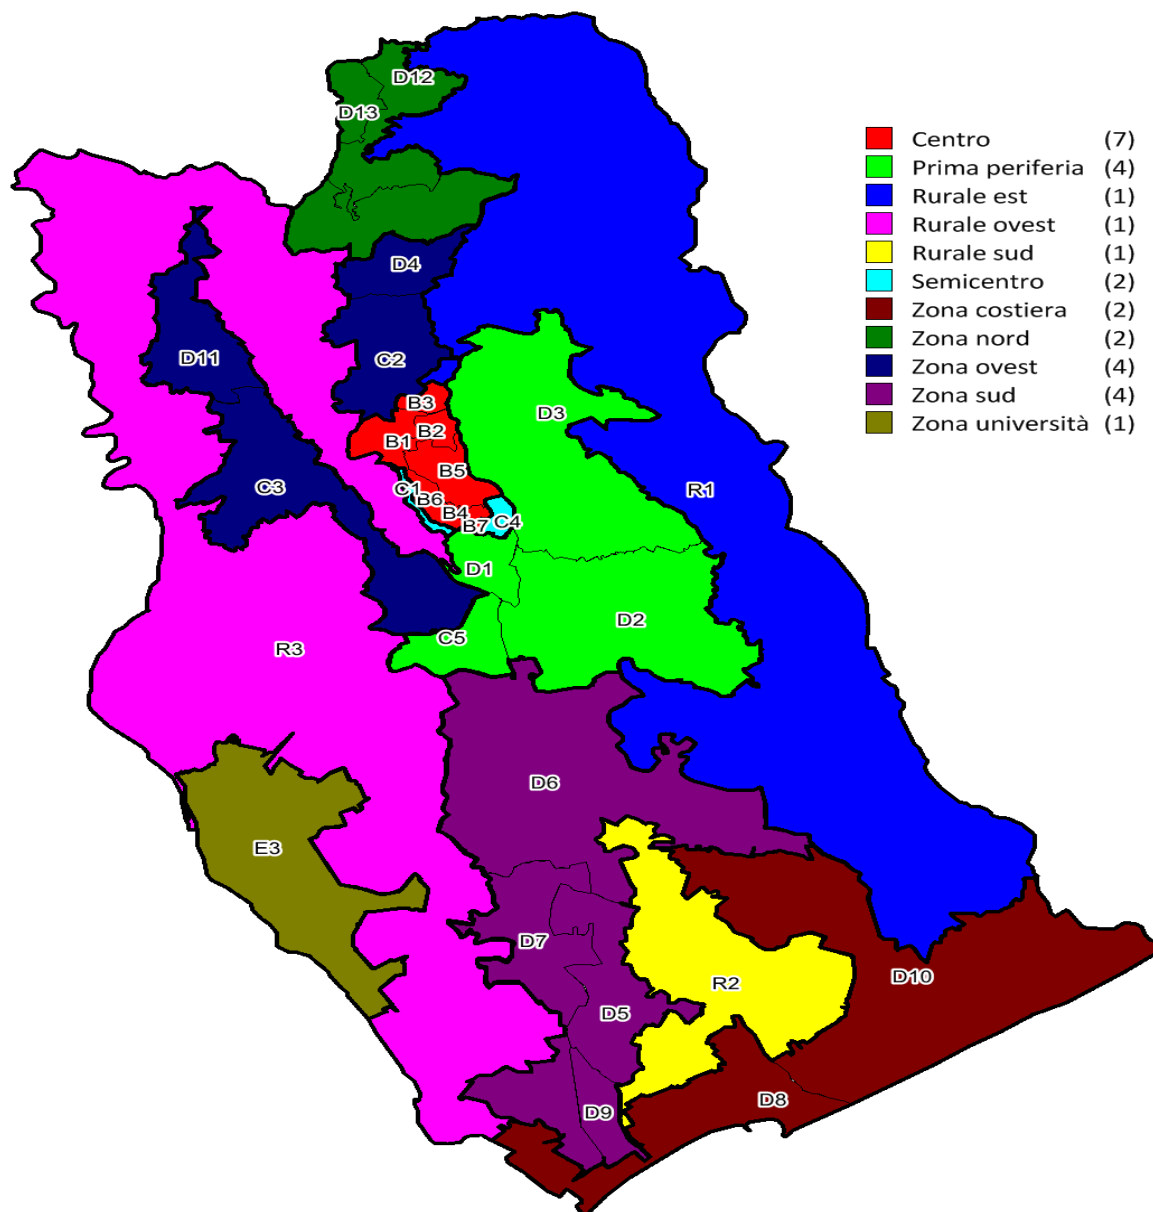 D12
D13
Centro (7)
Prima periferia (4)
Rurale est (1)
Rurale ovest (1)
Rurale sud (1)
Semicentro (2)
Zona costiera (2)
Zona nord (2)
Zona ovest (4)
Zona sud (4)
Zona università (1)
D4
D11
C2
B3
D3
B2
B1
B5
C3
C1
R1
B6
B4
C4
B7
D1
D2
C5
R3
D6
E3
D7
D10
R2
D5
D8
D9